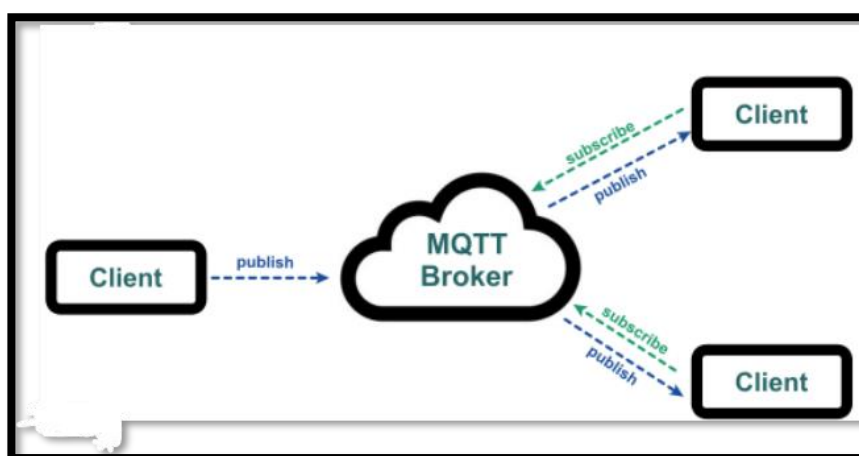 Client
subscribe
publish
MQTT
Broker
Client
publish
subscribe
publish
Client